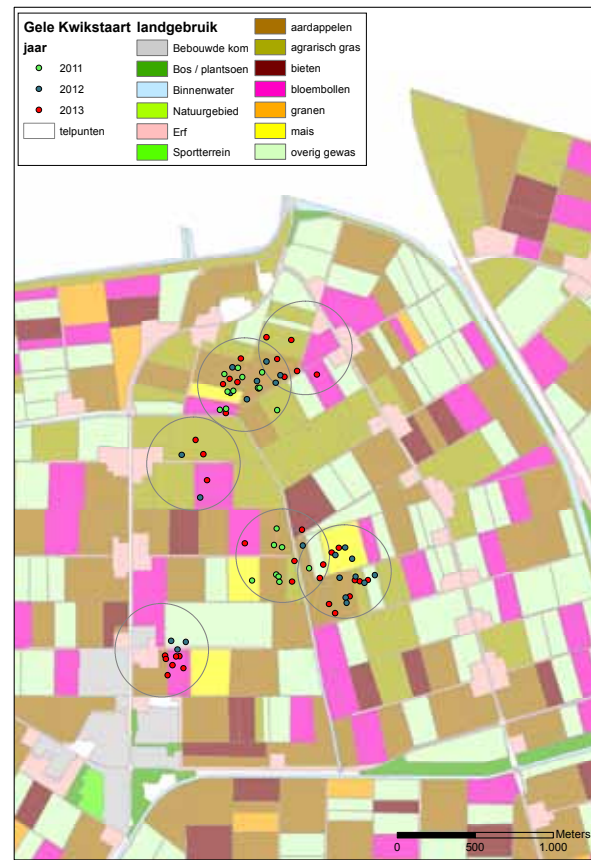 Gele Kwikstaart
jaar
2011
2012
2013
telpunten
landgebruik
Bebouwde kom
Bos / plantsoen
Binnenwater
Natuurgebied
Erf
Sportterrein
aardappelen
agrarisch gras
bieten
bloembollen
granen
mais
overig gewas
Meters
0 500 1.000